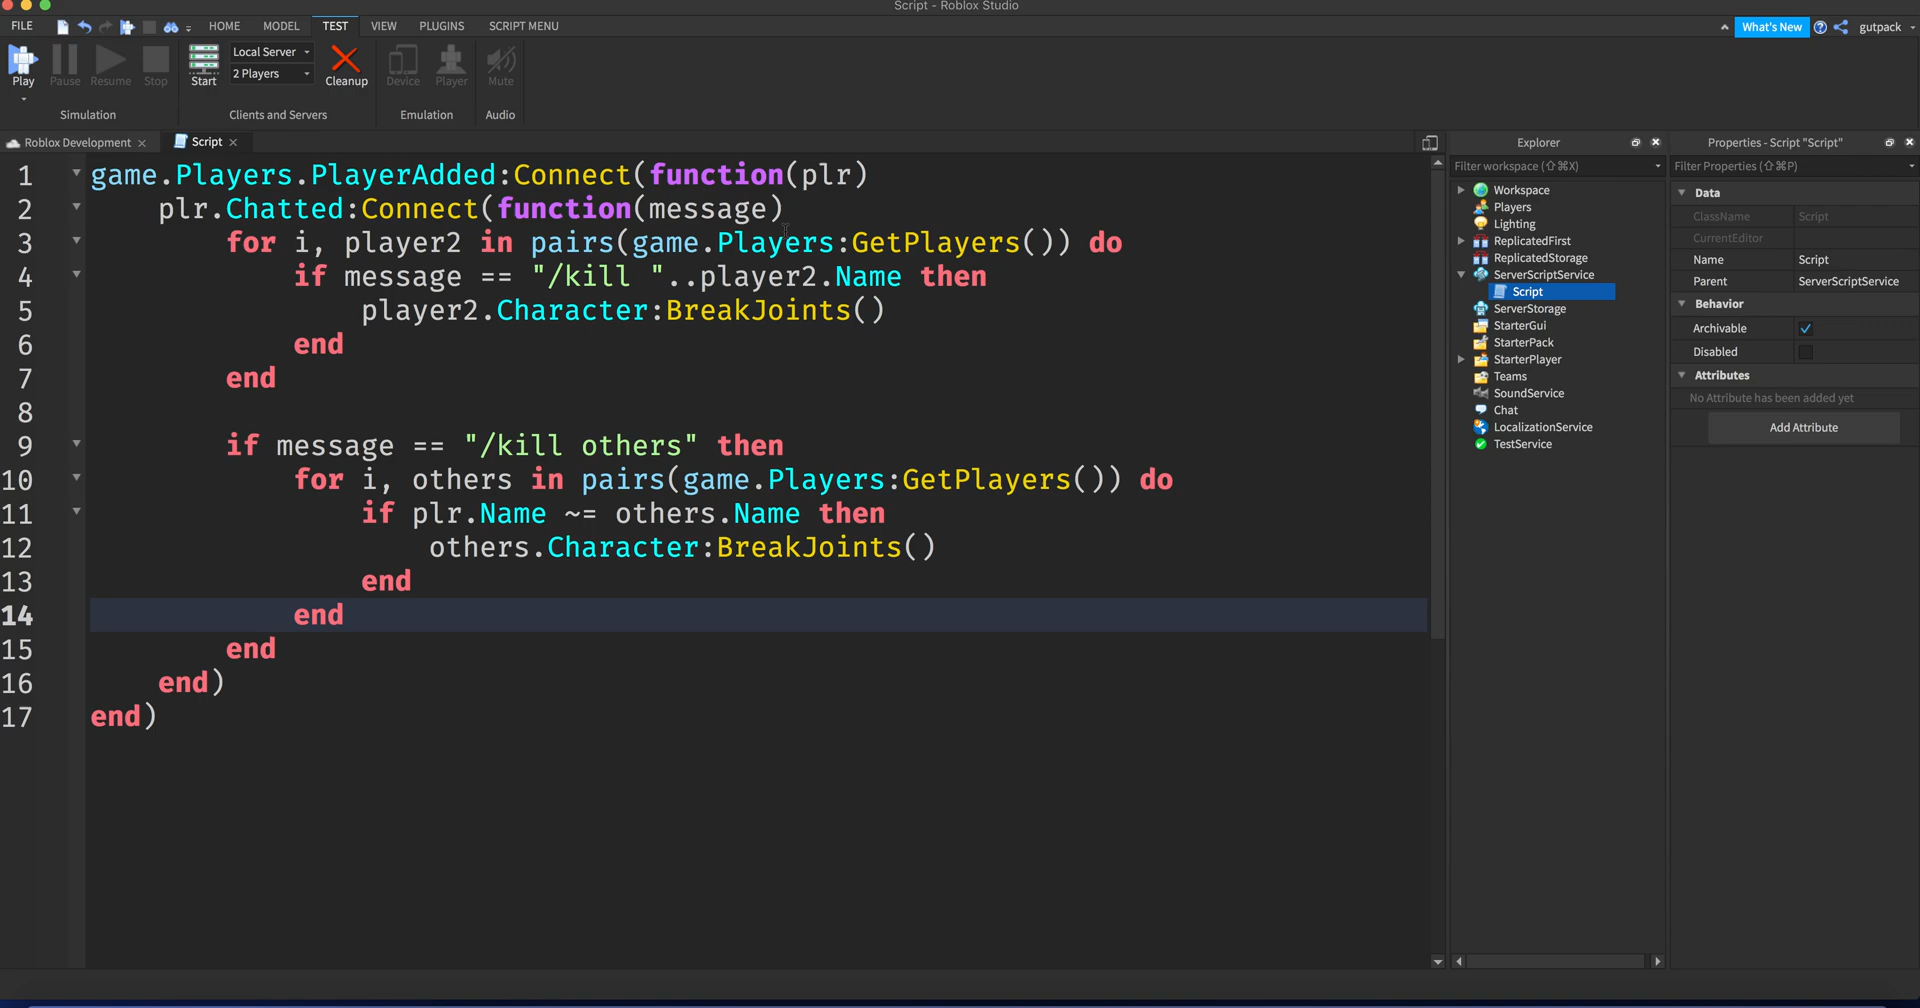 Script - Roblox Studio
FILE HOME MODEL TEST VIEW PLUGINS SCRIPT MENU What's New gutpack
Play Pause Resume Stop Start Local Server 2 Players Cleanup Device Player Mute
Simulation Clients and Servers Emulation Audio
Roblox Development Script
1 game.Players.PlayerAdded:Connect(function(plr)
2 plr.Chatted:Connect(function(message)
3 for i, player2 in pairs(game.Players:GetPlayers()) do
4 if message == "/kill "..player2.Name then
5 player2.Character:BreakJoints()
6 end
7 end
8
9 if message == "/kill others" then
10 for i, others in pairs(game.Players:GetPlayers()) do
11 if plr.Name ~= others.Name then
12 others.Character:BreakJoints()
13 end
14 end
15 end
16 end)
17 end)
Explorer
Filter workspace (⇧⌘X)
Workspace
Players
Lighting
ReplicatedFirst
ReplicatedStorage
ServerScriptService
Script
ServerStorage
StarterGui
StarterPack
StarterPlayer
Teams
SoundService
Chat
LocalizationService
TestService
Properties - Script "Script"
Filter Properties (⇧⌘P)
Data
ClassName Script
CurrentEditor
Name Script
Parent ServerScriptService
Behavior
Archivable
Disabled
Attributes
No Attribute has been added yet
Add Attribute